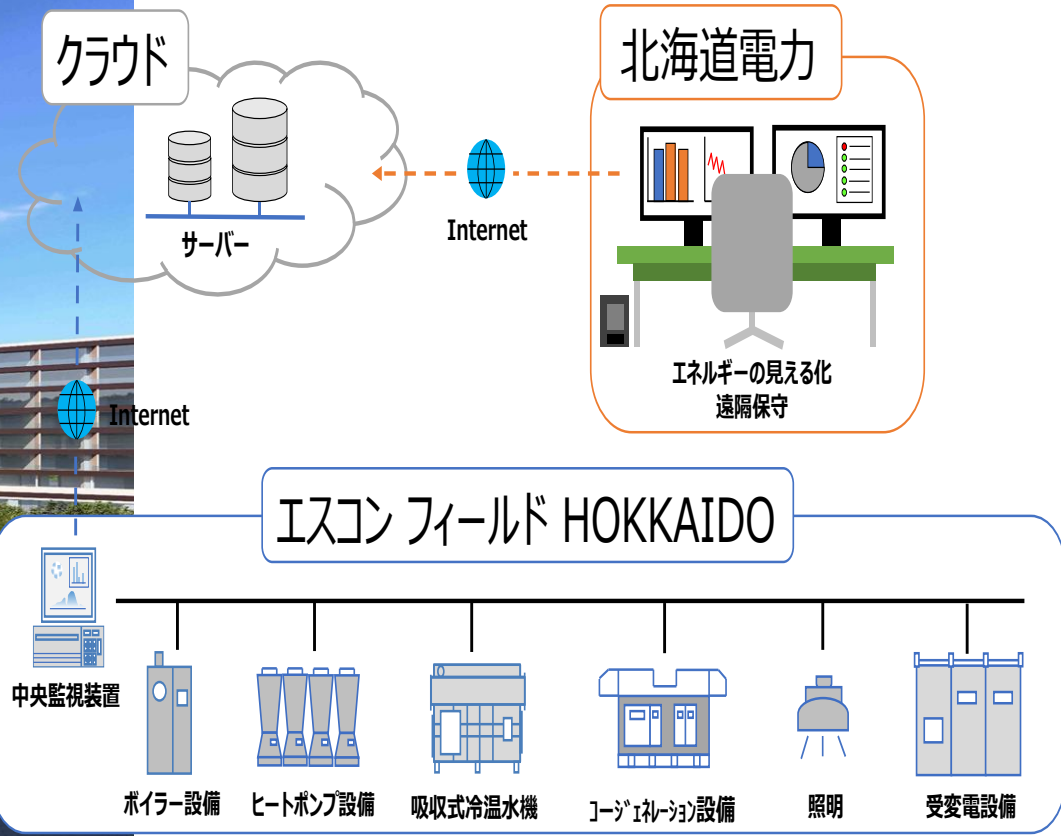 クラウド
北海道電力
サーバー
Internet
エネルギーの見える化
遠隔保守
Internet
エスコン フィールド HOKKAIDO
中央監視装置
ボイラー設備
ヒートポンプ設備
吸収式冷温水機
コージェネレーション設備
照明
受変電設備